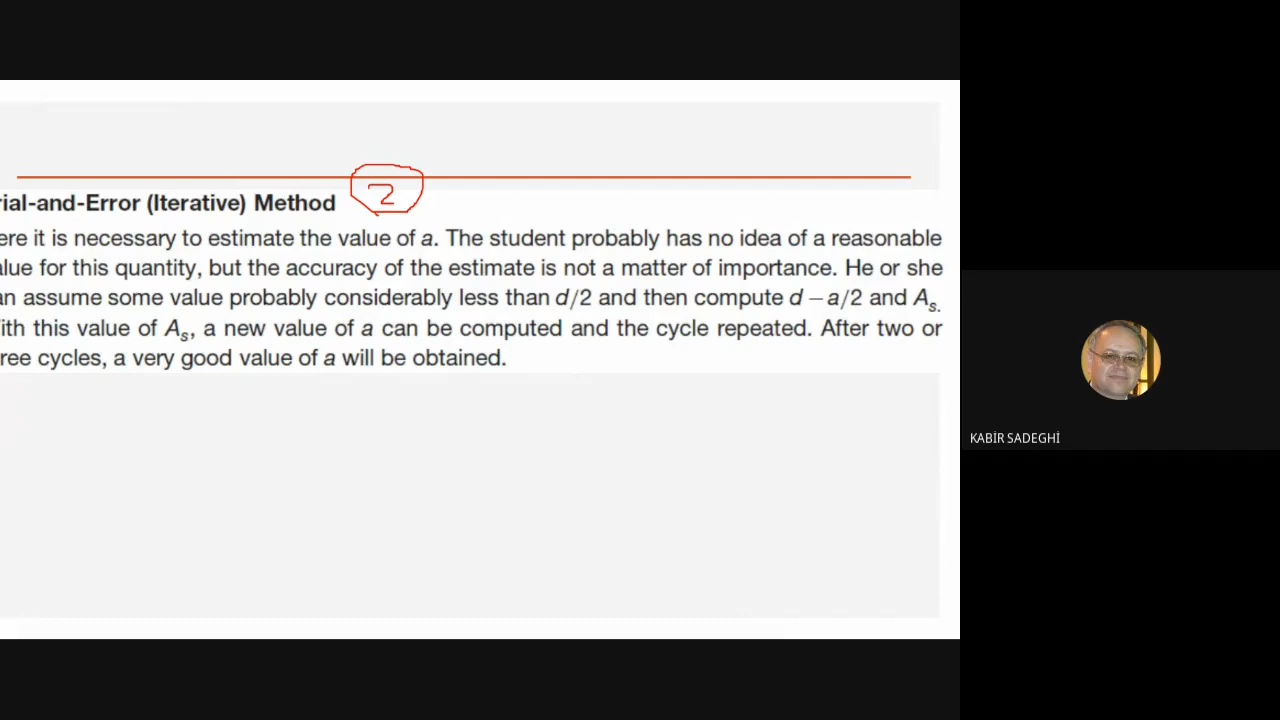 2
rial-and-Error (Iterative) Method
ere it is necessary to estimate the value of a. The student probably has no idea of a reasonable
alue for this quantity, but the accuracy of the estimate is not a matter of importance. He or she
an assume some value probably considerably less than d/2 and then compute d – a/2 and As.
ith this value of As, a new value of a can be computed and the cycle repeated. After two or
ree cycles, a very good value of a will be obtained.
KABİR SADEGHİ